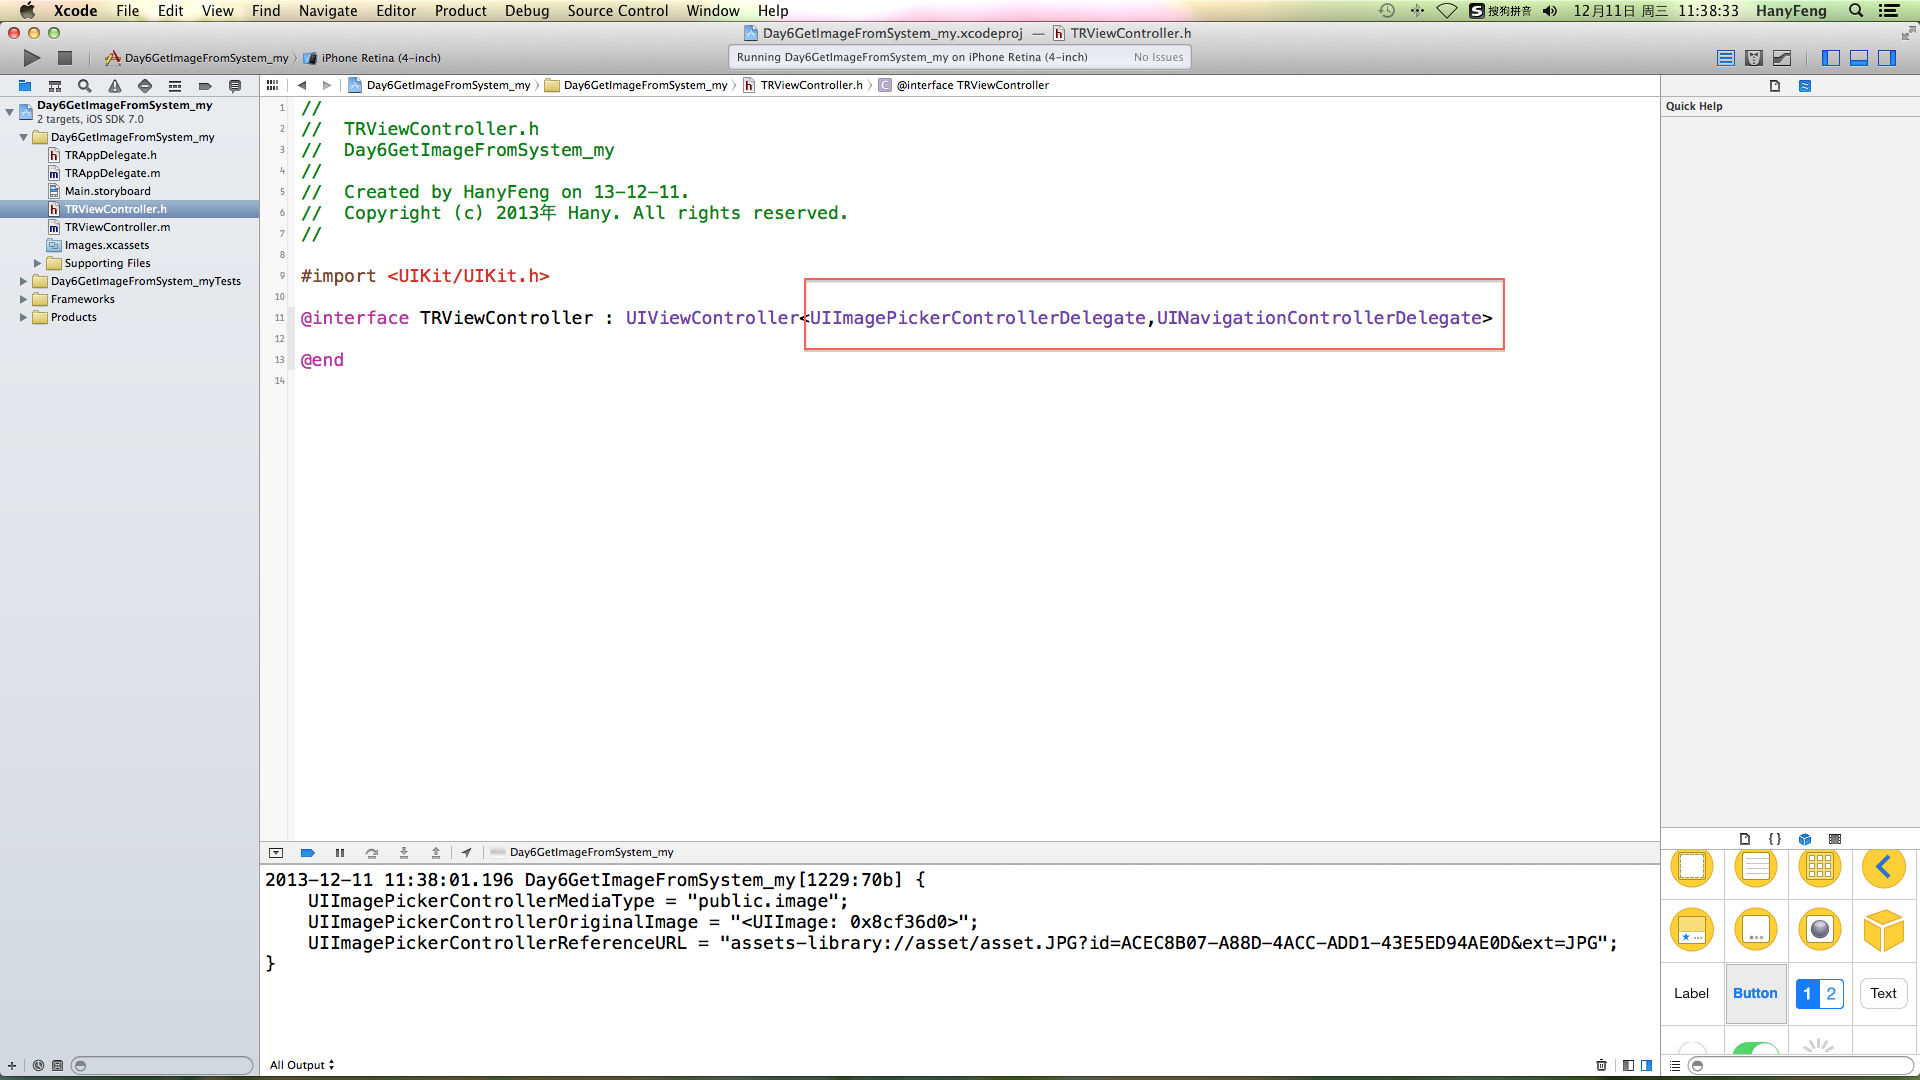 Xcode File Edit View Find Navigate Editor Product Debug Source Control Window Help S 搜狗拼音 12月11日 周三 11:38:33 HanyFeng
Day6GetImageFromSystem_my.xcodeproj — h TRViewController.h
Day6GetImageFromSystem_my 〉 iPhone Retina (4-inch)
Running Day6GetImageFromSystem_my on iPhone Retina (4-inch) No Issues
Day6GetImageFromSystem_my 〉 Day6GetImageFromSystem_my 〉 h TRViewController.h 〉 C @interface TRViewController
Day6GetImageFromSystem_my
2 targets, iOS SDK 7.0
Day6GetImageFromSystem_my
h TRAppDelegate.h
m TRAppDelegate.m
Main.storyboard
h TRViewController.h
m TRViewController.m
Images.xcassets
Supporting Files
Day6GetImageFromSystem_myTests
Frameworks
Products
1 //
2 //  TRViewController.h
3 //  Day6GetImageFromSystem_my
4 //
5 //  Created by HanyFeng on 13-12-11.
6 //  Copyright (c) 2013年 Hany. All rights reserved.
7 //
8
9 #import <UIKit/UIKit.h>
10
11 @interface TRViewController : UIViewController<UIImagePickerControllerDelegate,UINavigationControllerDelegate>
12
13 @end
14
Quick Help
Day6GetImageFromSystem_my
2013-12-11 11:38:01.196 Day6GetImageFromSystem_my[1229:70b] {
    UIImagePickerControllerMediaType = "public.image";
    UIImagePickerControllerOriginalImage = "<UIImage: 0x8cf36d0>";
    UIImagePickerControllerReferenceURL = "assets-library://asset/asset.JPG?id=ACEC8B07-A88D-4ACC-ADD1-43E5ED94AE0D&ext=JPG";
}
All Output
{ }
Label Button 1 2 Text